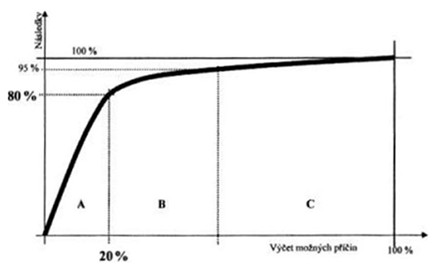 Následky
100 %
95 %
80 %
A
B
C
20 %
Výčet možných příčin
100 %